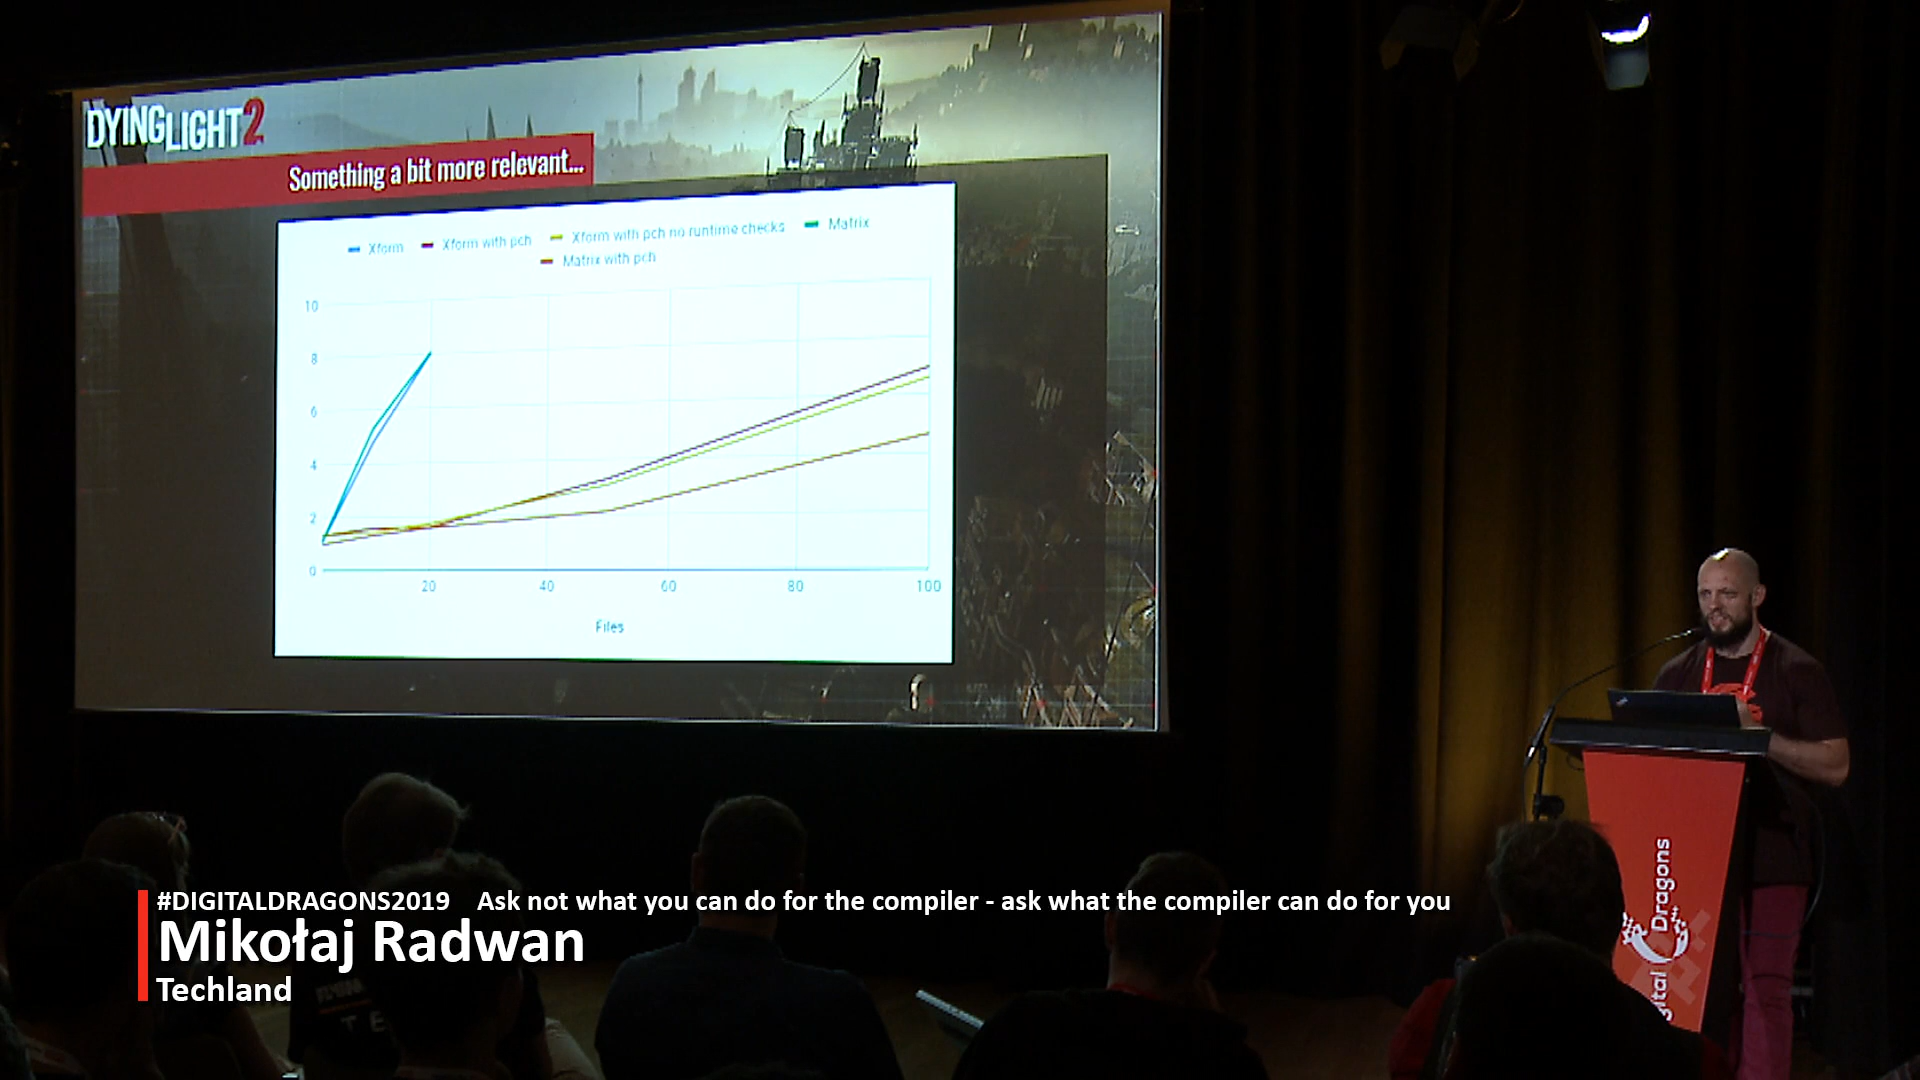 DYINGLIGHT2
Something a bit more relevant...
Xform
Xform with pch
Xform with pch no runtime checks
Matrix
Matrix with pch
10
8
6
4
2
0
20
40
60
80
100
Files
#DIGITALDRAGONS2019 Ask not what you can do for the compiler - ask what the compiler can do for you
Mikołaj Radwan
Techland
Dragons